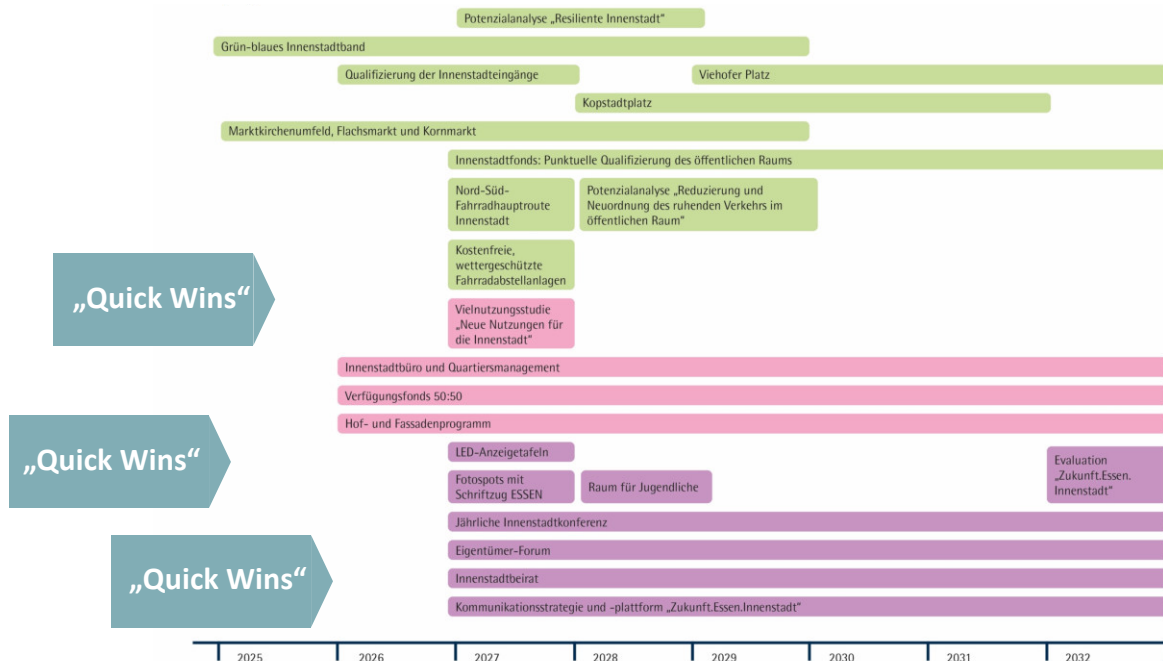 Potenzialanalyse „Resiliente Innenstadt“
Grün-blaues Innenstadtband
Qualifizierung der Innenstadteingänge
Viehofer Platz
Kopstadtplatz
Marktkirchenumfeld, Flachsmarkt und Kornmarkt
Innenstadtfonds: Punktuelle Qualifizierung des öffentlichen Raums
Nord-Süd-
Fahrradhauptroute
Innenstadt
Potenzialanalyse „Reduzierung und
Neuordnung des ruhenden Verkehrs im
öffentlichen Raum“
Kostenfreie,
wettergeschützte
Fahrradabstellanlagen
„Quick Wins“
Vielnutzungsstudie
„Neue Nutzungen für
die Innenstadt“
Innenstadtbüro und Quartiersmanagement
Verfügungsfonds 50:50
Hof- und Fassadenprogramm
„Quick Wins“
LED-Anzeigetafeln
Fotospots mit
Schriftzug ESSEN
Raum für Jugendliche
Evaluation
„Zukunft.Essen.
Innenstadt“
Jährliche Innenstadtkonferenz
Eigentümer-Forum
„Quick Wins“
Innenstadtbeirat
Kommunikationsstrategie und -plattform „Zukunft.Essen.Innenstadt“
2025 2026 2027 2028 2029 2030 2031 2032